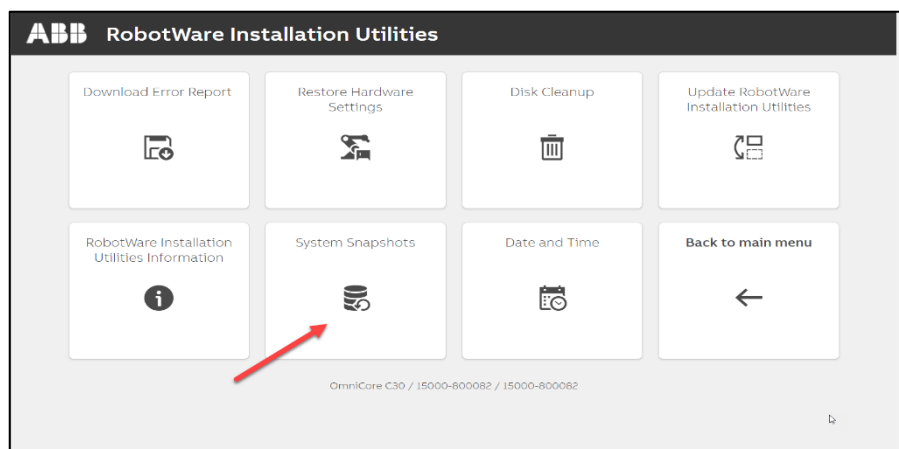 ABB RobotWare Installation Utilities
Download Error Report
Restore Hardware
Settings
Disk Cleanup
Update RobotWare
Installation Utilities
RobotWare Installation
Utilities Information
System Snapshots
Date and Time
Back to main menu
OmniCore C30 / 15000-800082 / 15000-800082